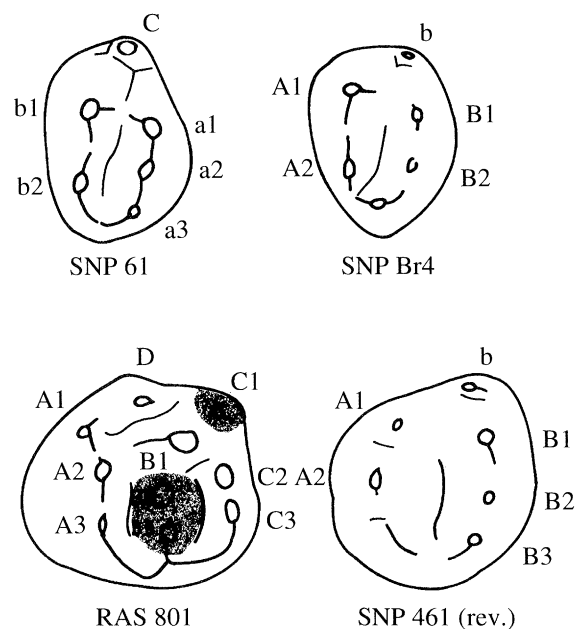 C
b1
a1
b2
a2
a3
SNP 61
b
A1
B1
A2
B2
SNP Br4
D
C1
A1
B1
A2
C2
A3
C3
RAS 801
b
A1
B1
A2
B2
B3
SNP 461 (rev.)